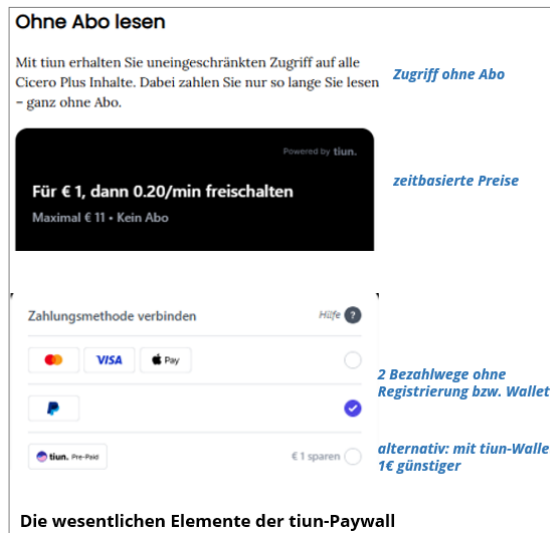 Ohne Abo lesen
Mit tiun erhalten Sie uneingeschränkten Zugriff auf alle
Cicero Plus Inhalte. Dabei zahlen Sie nur so lange Sie lesen
– ganz ohne Abo.
Zugriff ohne Abo
Powered by tiun.
zeitbasierte Preise
Für € 1, dann 0.20/min freischalten
Maximal € 11 • Kein Abo
Zahlungsmethode verbinden
Hilfe ?
VISA Pay
2 Bezahlwege ohne
Registrierung bzw. Wallet
alternativ: mit tiun-Walle
1€ günstiger
tiun. Pre-Paid
€ 1 sparen
Die wesentlichen Elemente der tiun-Paywall